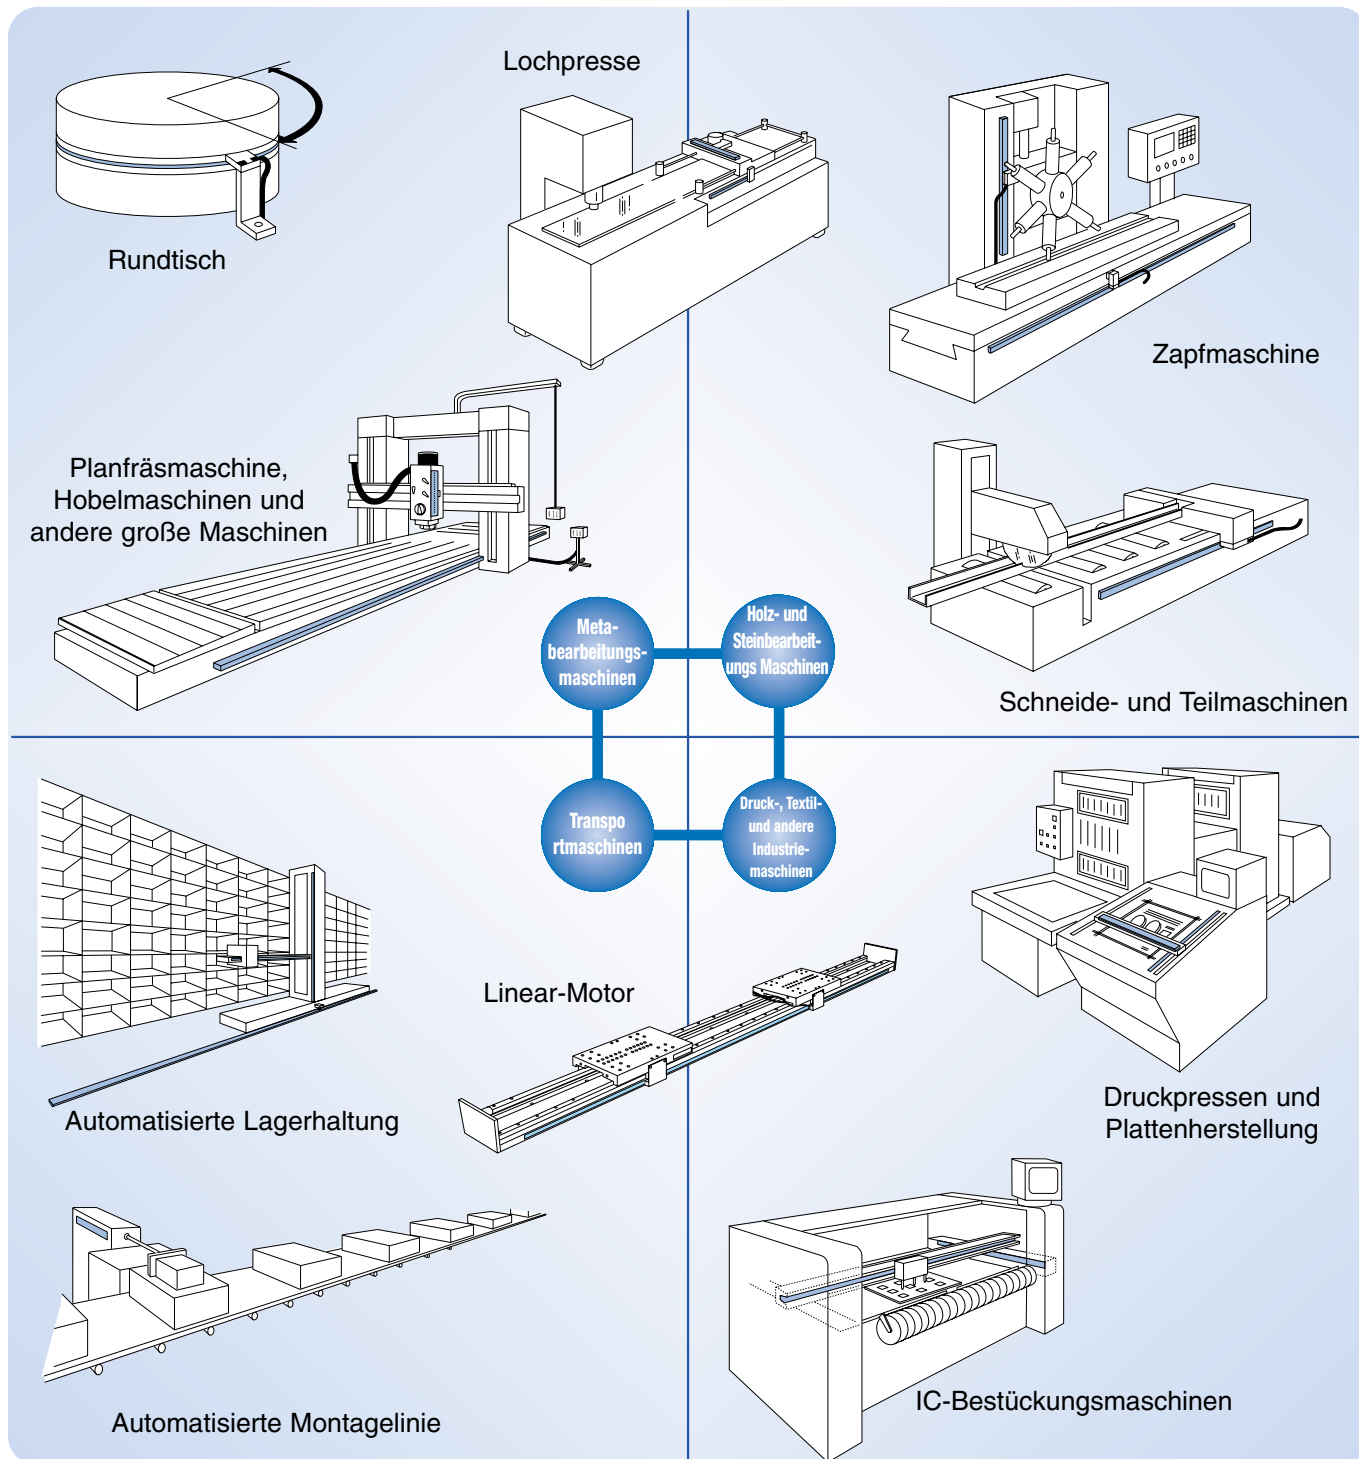 Lochpresse
Rundtisch
Zapfmaschine
Planfräsmaschine,
Hobelmaschinen und
andere große Maschinen
Schneide- und Teilmaschinen
Meta-
bearbeitungs-
maschinen
Holz- und
Steinbearbeit-
ungs Maschinen
Transpo
rtmaschinen
Druck-, Textil-
und andere
Industrie-
maschinen
Linear-Motor
Automatisierte Lagerhaltung
Druckpressen und
Plattenherstellung
Automatisierte Montagelinie
IC-Bestückungsmaschinen